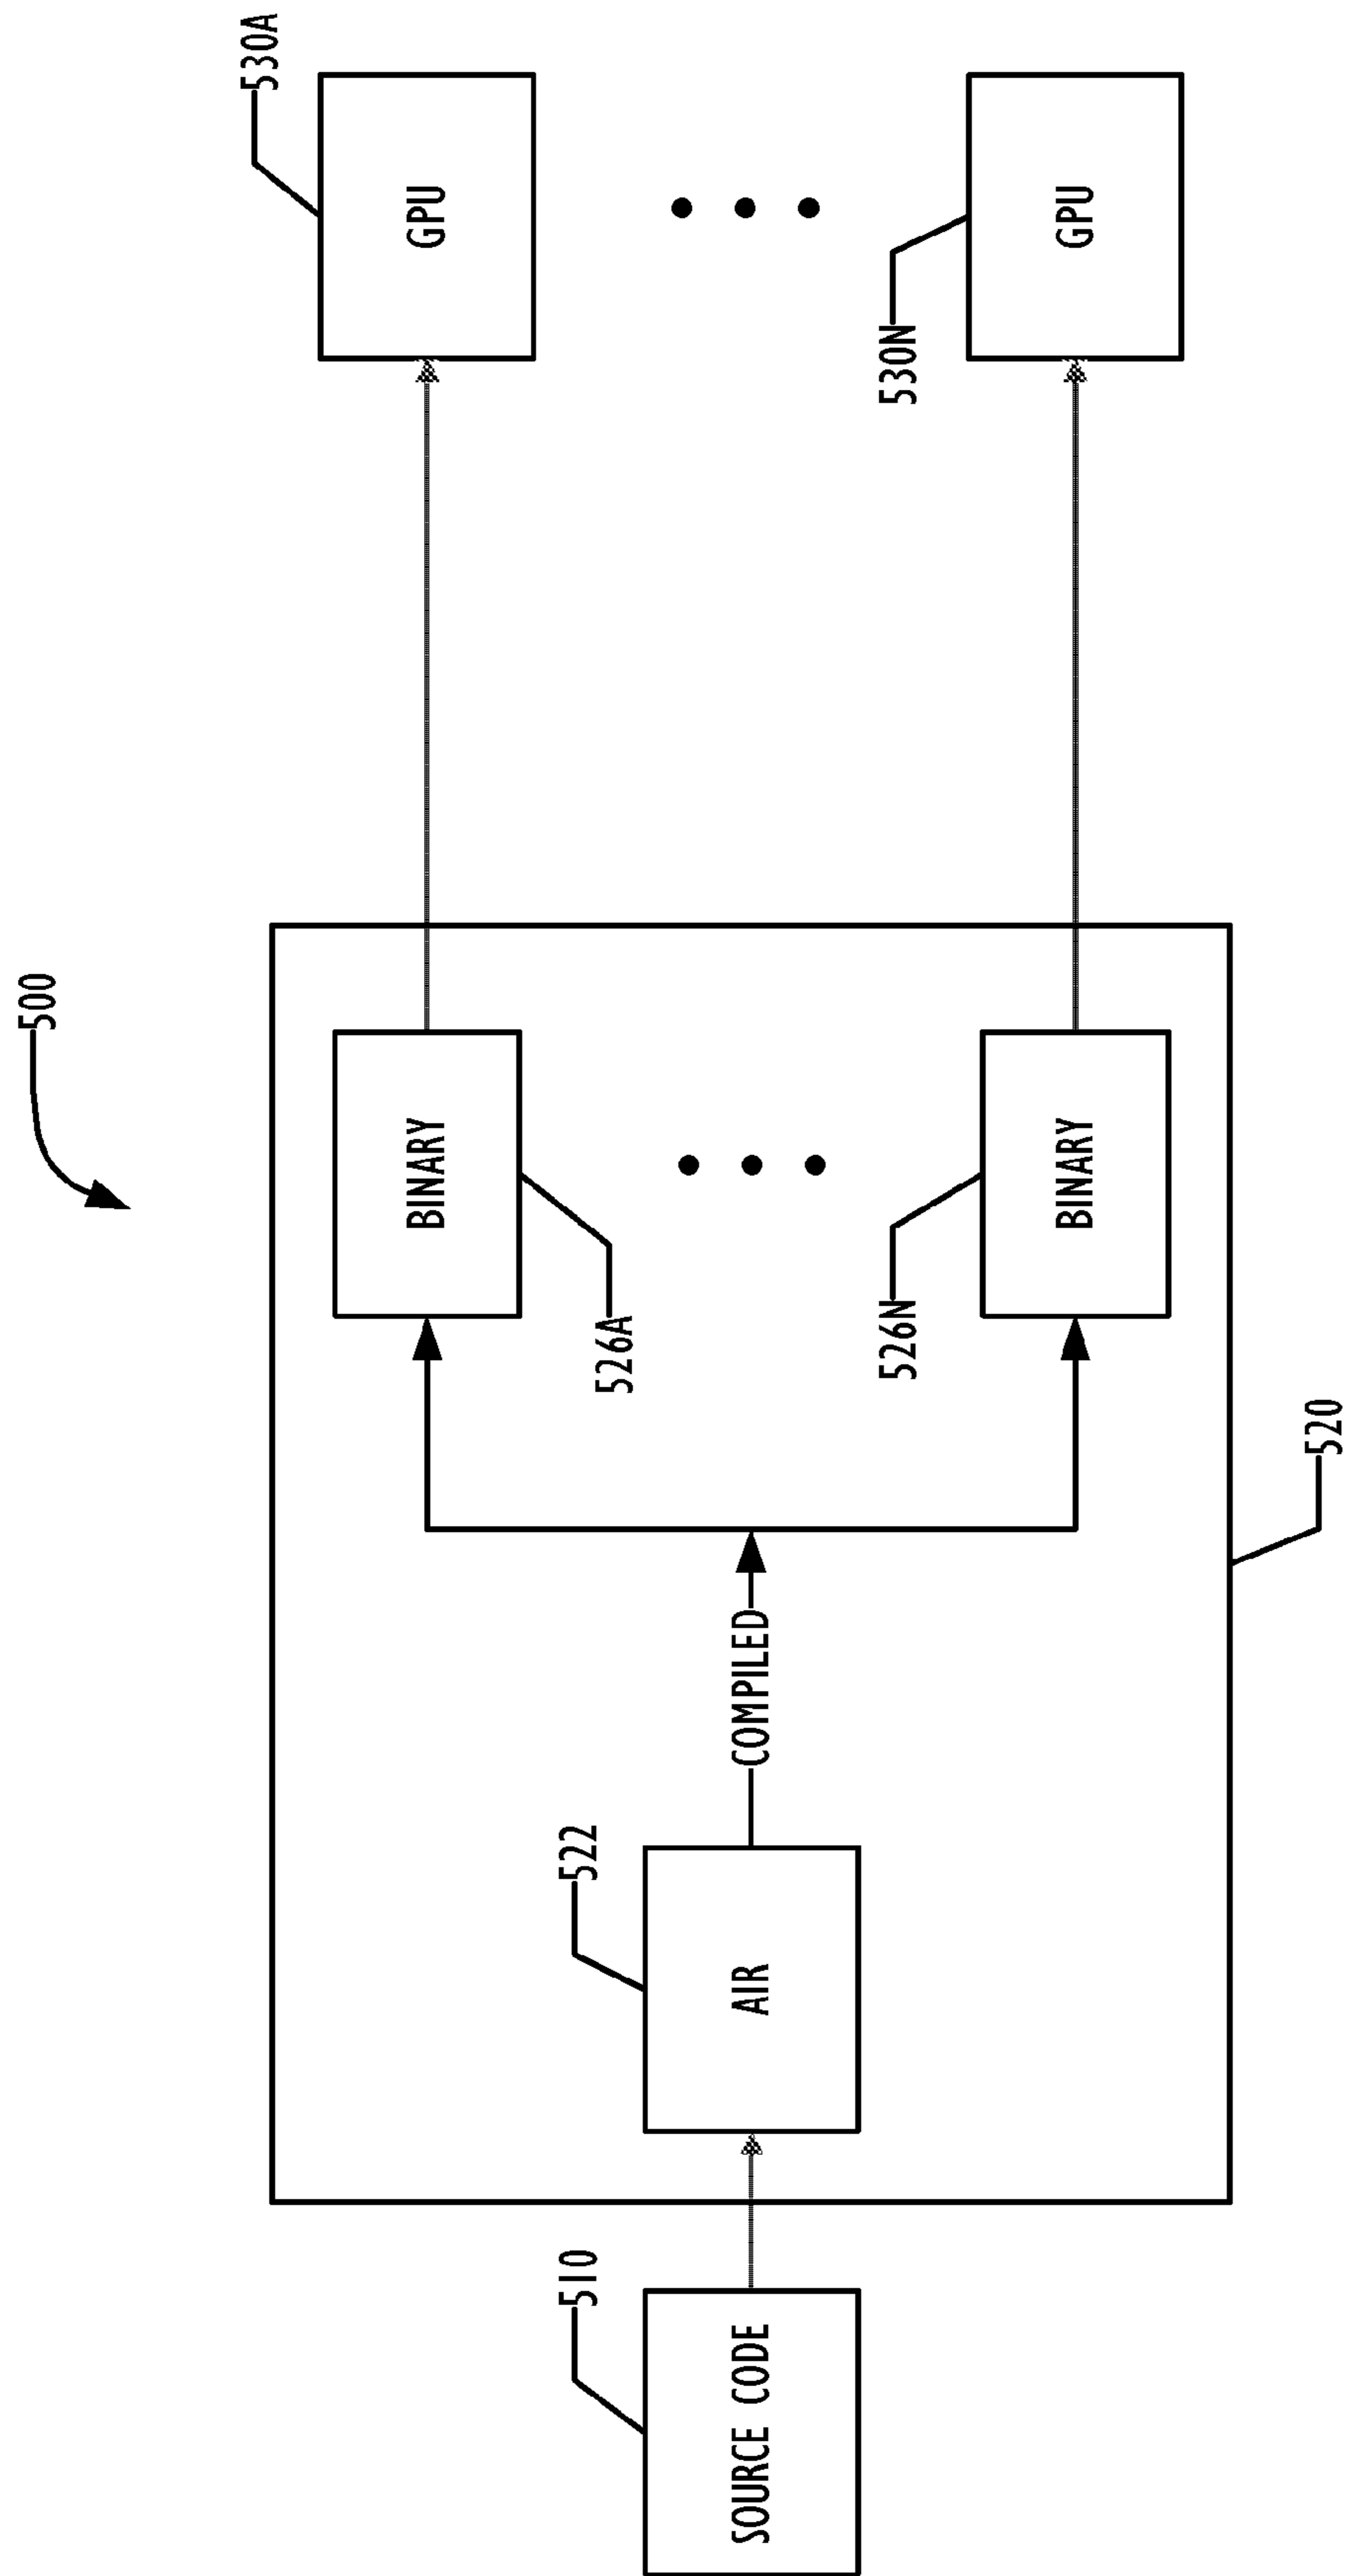 500
510
SOURCE CODE
522
AIR
COMPILED
526A
BINARY
526N
BINARY
520
530A
GPU
530N
GPU